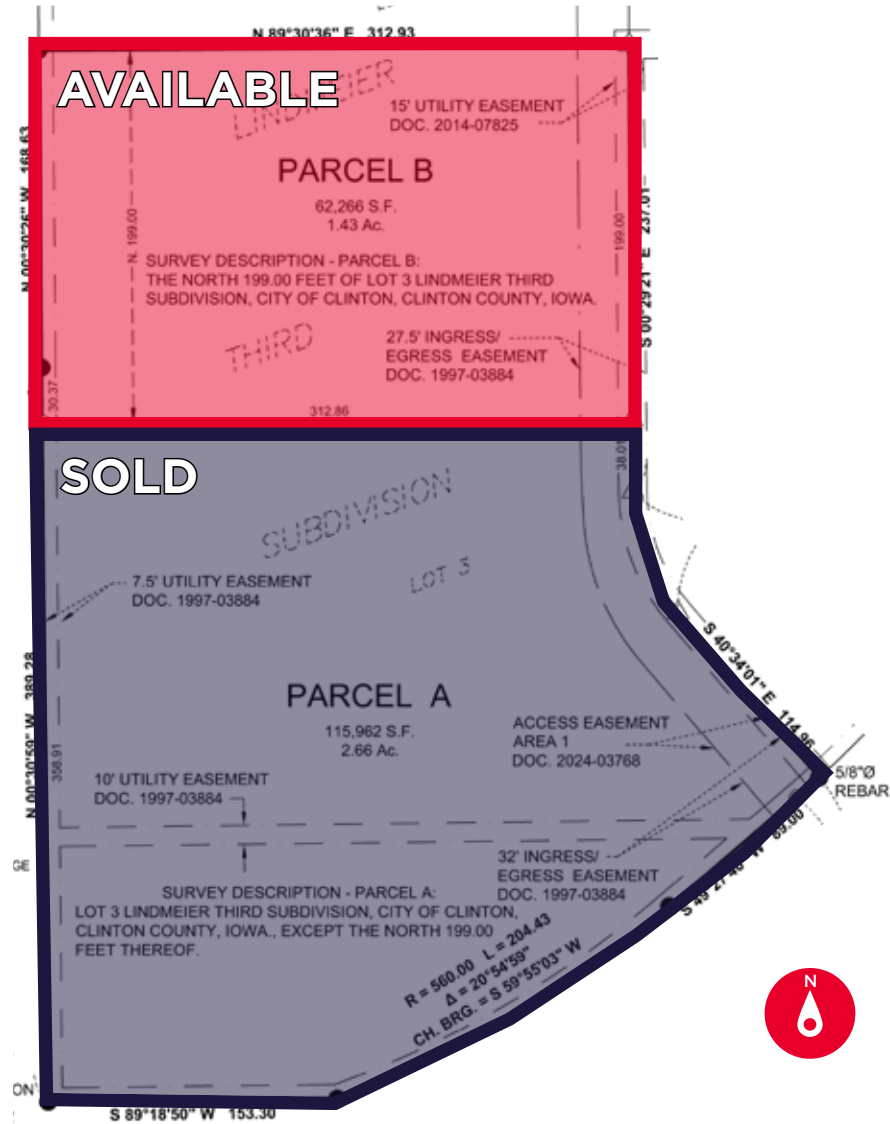 N 89°30'36" E 312.93
AVAILABLE
LINDMEIER
15' UTILITY EASEMENT
DOC. 2014-07825
N 00°30'26" W 168.63
PARCEL B
62,266 S.F.
1.43 Ac.
N. 199.00
199.00
S 00°29'21" E 237.01
SURVEY DESCRIPTION - PARCEL B:
THE NORTH 199.00 FEET OF LOT 3 LINDMEIER THIRD
SUBDIVISION, CITY OF CLINTON, CLINTON COUNTY, IOWA.
THIRD
27.5' INGRESS/
EGRESS EASEMENT
DOC. 1997-03884
30.37
312.86
SOLD
38.01
SUBDIVISION
LOT 3
7.5' UTILITY EASEMENT
DOC. 1997-03884
S 40°34'01" E 114.96
N 00°30'59" W 389.28
358.91
PARCEL A
115,962 S.F.
2.66 Ac.
ACCESS EASEMENT
AREA 1
DOC. 2024-03768
5/8"Ø
REBAR
10' UTILITY EASEMENT
DOC. 1997-03884
32' INGRESS/
EGRESS EASEMENT
DOC. 1997-03884
S 49°27'48" W 89.00
GE
SURVEY DESCRIPTION - PARCEL A:
LOT 3 LINDMEIER THIRD SUBDIVISION, CITY OF CLINTON,
CLINTON COUNTY, IOWA., EXCEPT THE NORTH 199.00
FEET THEREOF.
R = 560.00 L = 204.43
Δ = 20°54'59"
CH. BRG. = S 59°55'03" W
N
ON
S 89°18'50" W 153.30